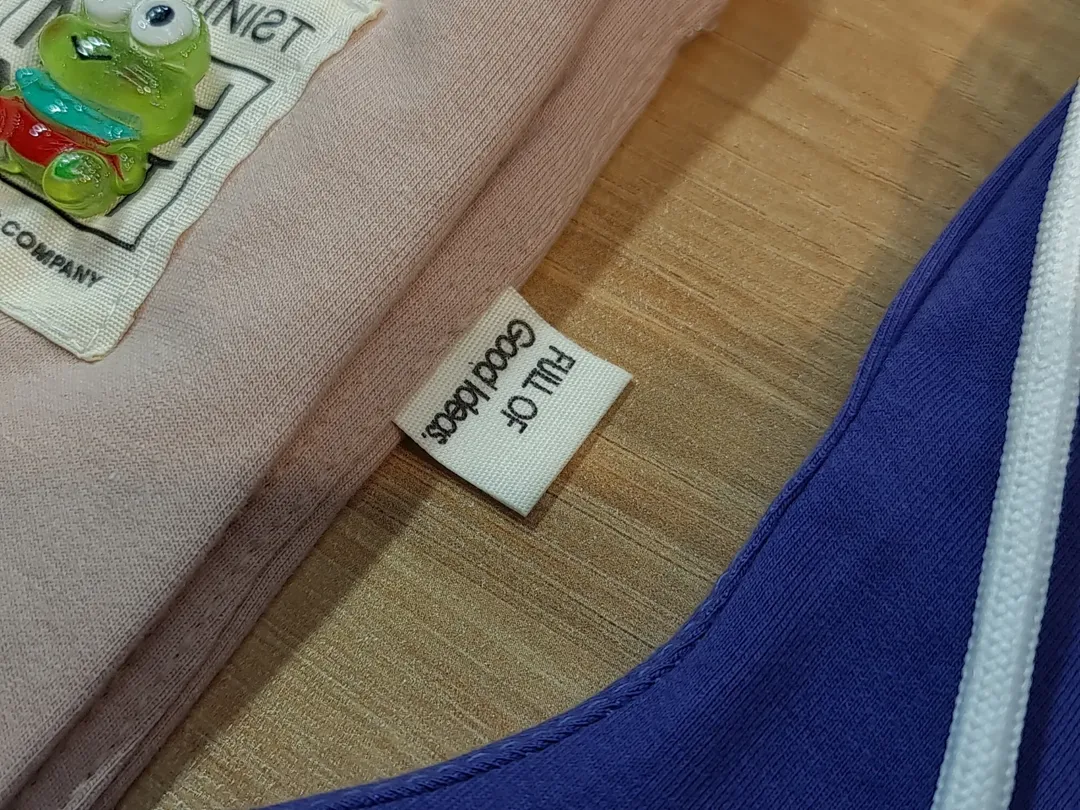 COMPANY
FULL OF
Good Ideas.